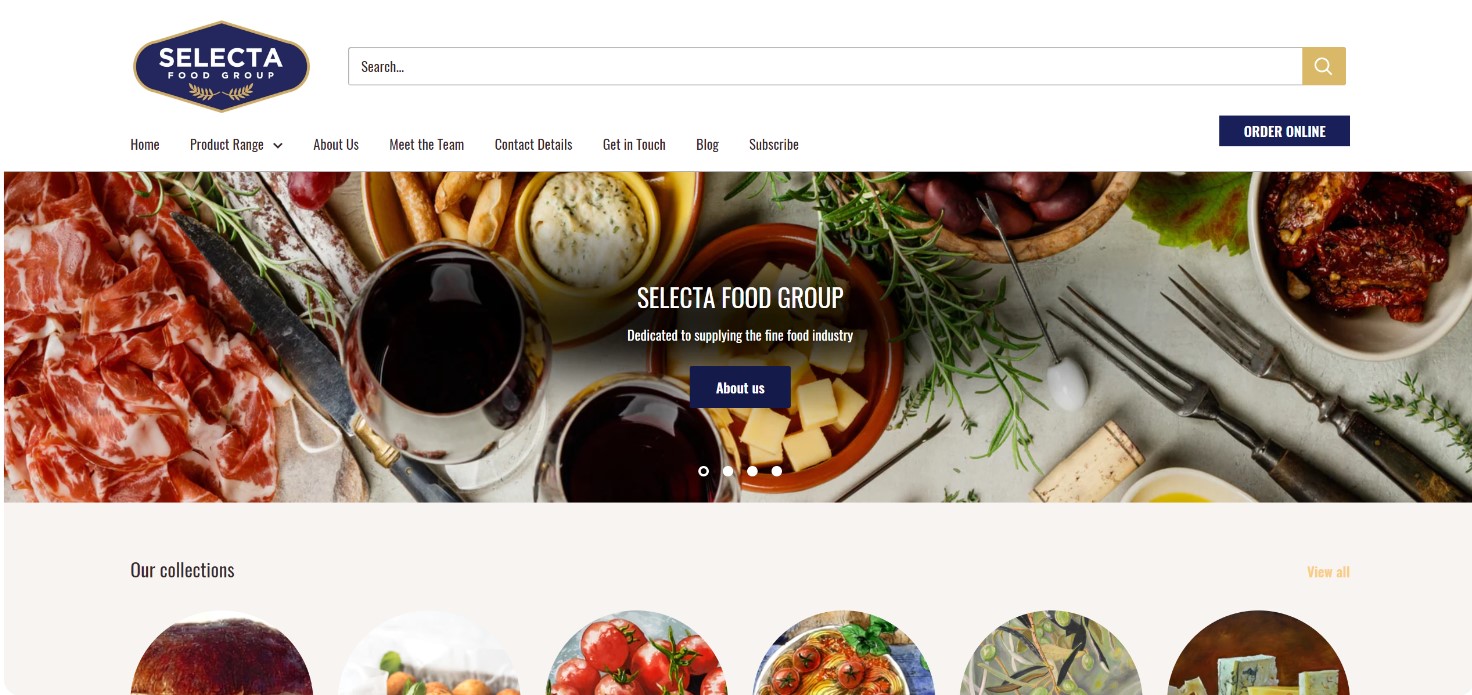 SELECTA
FOOD GROUP
Search...
ORDER ONLINE
Home Product Range About Us Meet the Team Contact Details Get in Touch Blog Subscribe
SELECTA FOOD GROUP
Dedicated to supplying the fine food industry
About us
Our collections
View all